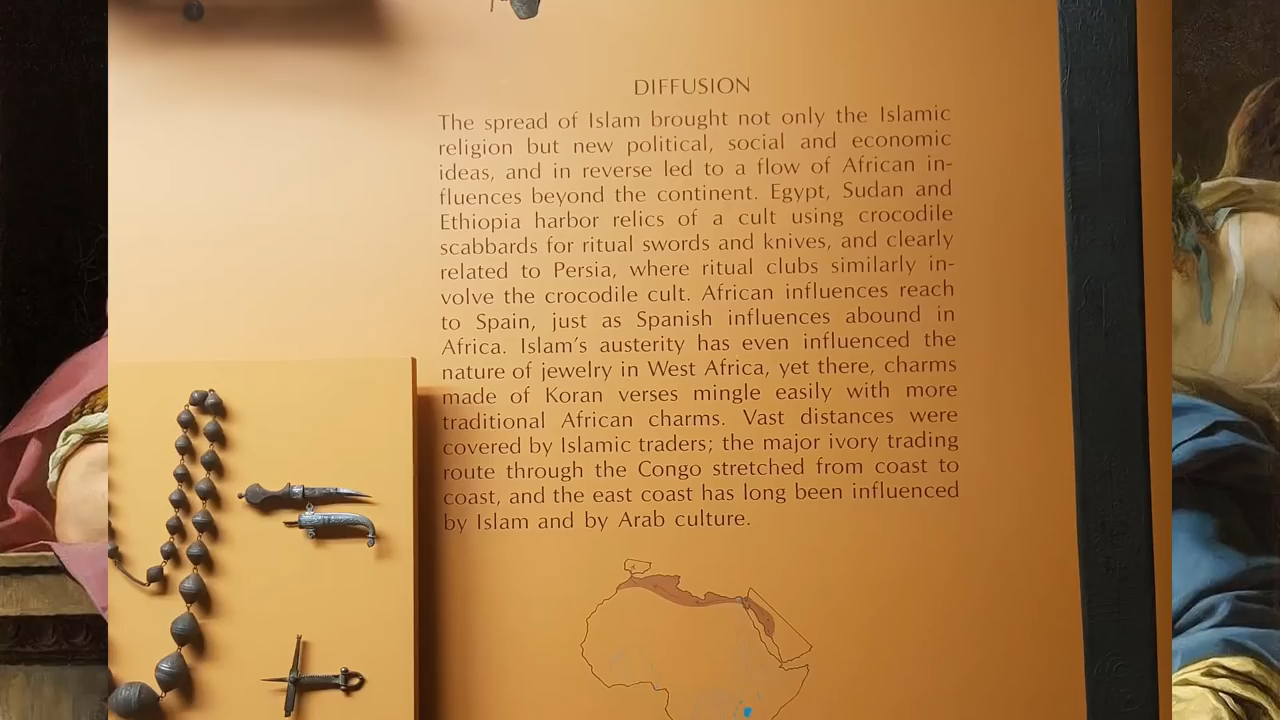 DIFFUSION
The spread of Islam brought not only the Islamic
religion but new political, social and economic
ideas, and in reverse led to a flow of African in-
fluences beyond the continent. Egypt, Sudan and
Ethiopia harbor relics of a cult using crocodile
scabbards for ritual swords and knives, and clearly
related to Persia, where ritual clubs similarly in-
volve the crocodile cult. African influences reach
to Spain, just as Spanish influences abound in
Africa. Islam's austerity has even influenced the
nature of jewelry in West Africa, yet there, charms
made of Koran verses mingle easily with more
traditional African charms. Vast distances were
covered by Islamic traders; the major ivory trading
route through the Congo stretched from coast to
coast, and the east coast has long been influenced
by Islam and by Arab culture.